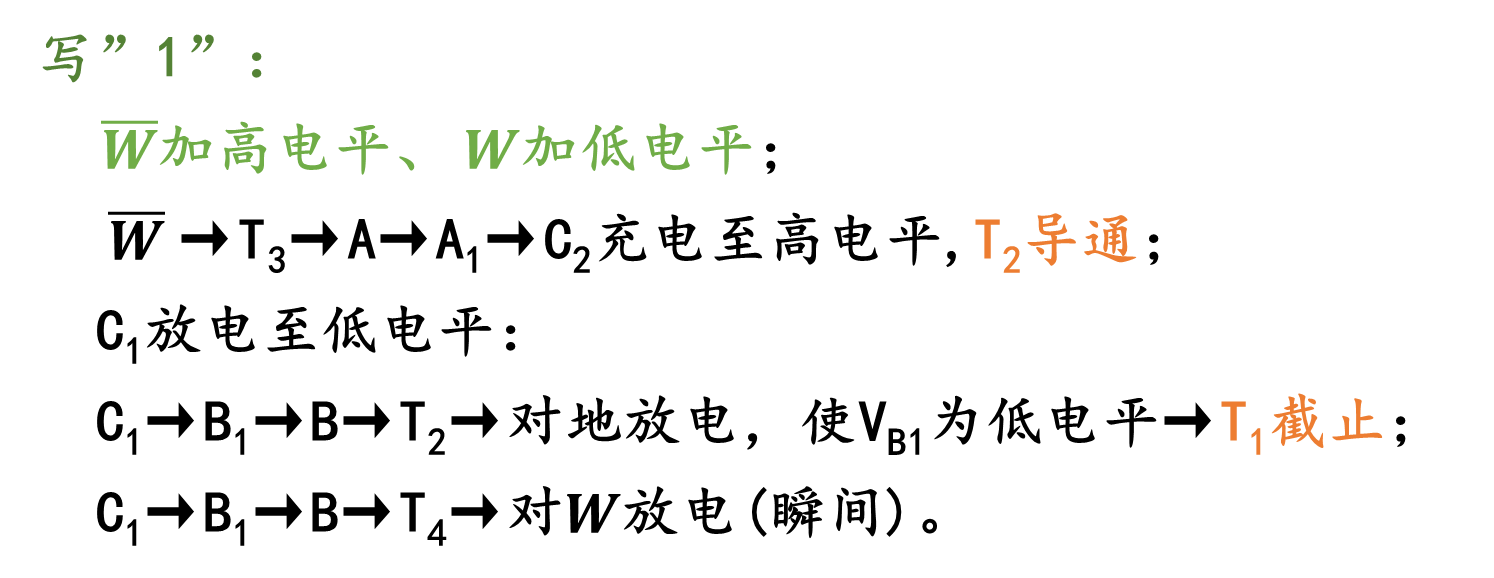 写”1”：
W̅加高电平、W加低电平；
W̅→T₃→A→A₁→C₂充电至高电平,T₂导通；
C₁放电至低电平：
C₁→B₁→B→T₂→对地放电，使V_B1为低电平→T₁截止；
C₁→B₁→B→T₄→对W放电(瞬间)。